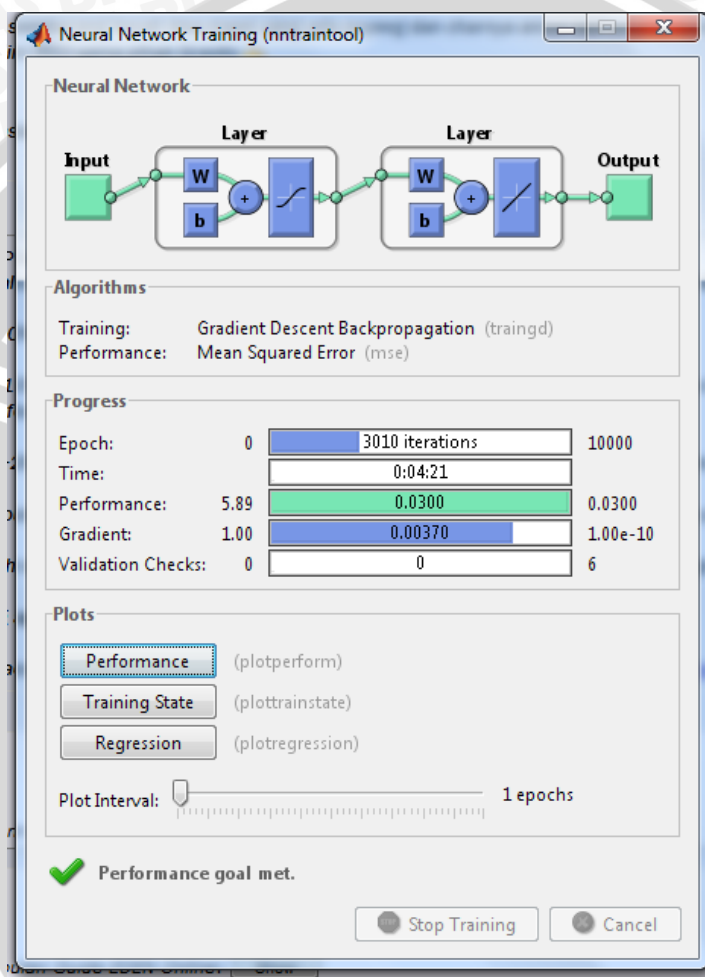 Neural Network Training (nntraintool)
Neural Network
Layer Layer
Input Output
W W
+ +
b b
Algorithms
Training: Gradient Descent Backpropagation (traingd)
Performance: Mean Squared Error (mse)
Progress
Epoch: 0 3010 iterations 10000
Time: 0:04:21
Performance: 5.89 0.0300 0.0300
Gradient: 1.00 0.00370 1.00e-10
Validation Checks: 0 0 6
Plots
Performance (plotperform)
Training State (plottrainstate)
Regression (plotregression)
Plot Interval: 1 epochs
Performance goal met.
Stop Training Cancel